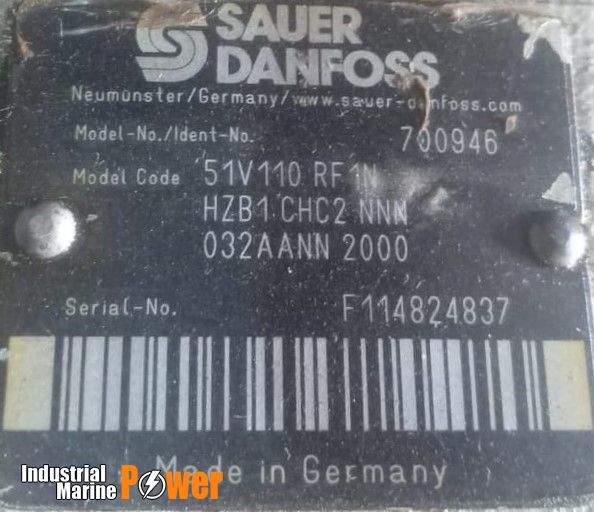 SAUER
DANFOSS
Neumünster/Germany/www.sauer-danfoss.com
Model-No./Ident-No. 700946
Model Code 51V110 RF1N
HZB1 CHC2 NNN
032AANN 2000
Serial-No. F114824837
Made in Germany
Industrial
Marine Power